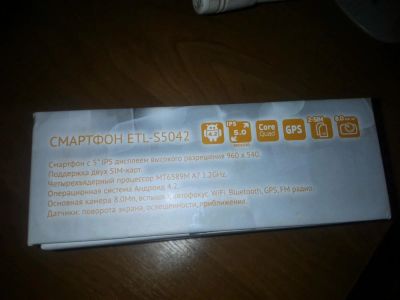 СМАРТФОН ETL-S5042
4.2
IPS
5.0
Core
Quad
GPS
2-SIM
8.0
Смартфон с 5" IPS дисплеем высокого разрешения 960 x 540.
Поддержка двух SIM-карт.
Четырехъядерный процессор: MT6589M A7 1.2GHz.
Операционная система Андроид 4.2.
Основная камера 8.0Мп, вспышка, автофокус, WiFi, Bluetooth, GPS, FM радио.
Датчики: поворота экрана, освещенности, приближения.